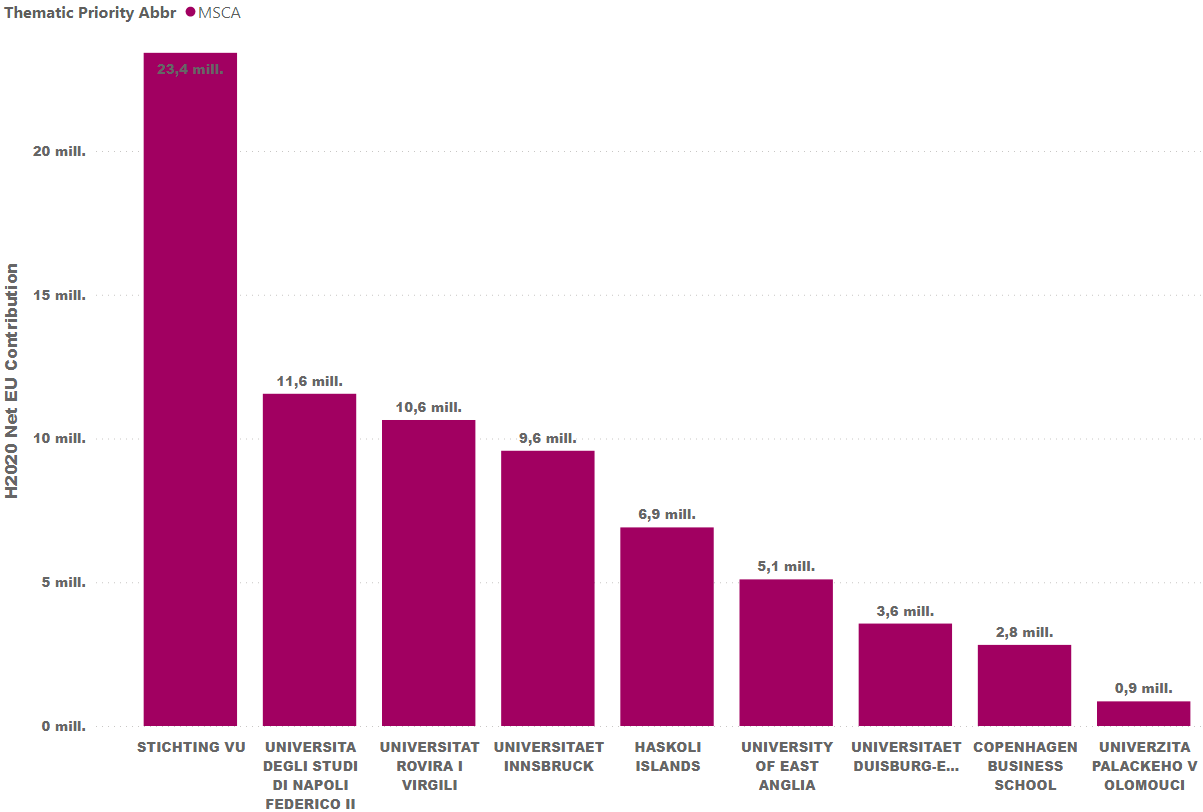 Thematic Priority Abbr MSCA
H2020 Net EU Contribution
20 mill.
15 mill.
10 mill.
5 mill.
0 mill.
23,4 mill.
11,6 mill.
10,6 mill.
9,6 mill.
6,9 mill.
5,1 mill.
3,6 mill.
2,8 mill.
0,9 mill.
STICHTING VU
UNIVERSITA
DEGLI STUDI
DI NAPOLI
FEDERICO II
UNIVERSITAT
ROVIRA I
VIRGILI
UNIVERSITAET
INNSBRUCK
HASKOLI
ISLANDS
UNIVERSITY
OF EAST
ANGLIA
UNIVERSITAET
DUISBURG-E...
COPENHAGEN
BUSINESS
SCHOOL
UNIVERZITA
PALACKEHO V
OLOMOUCI